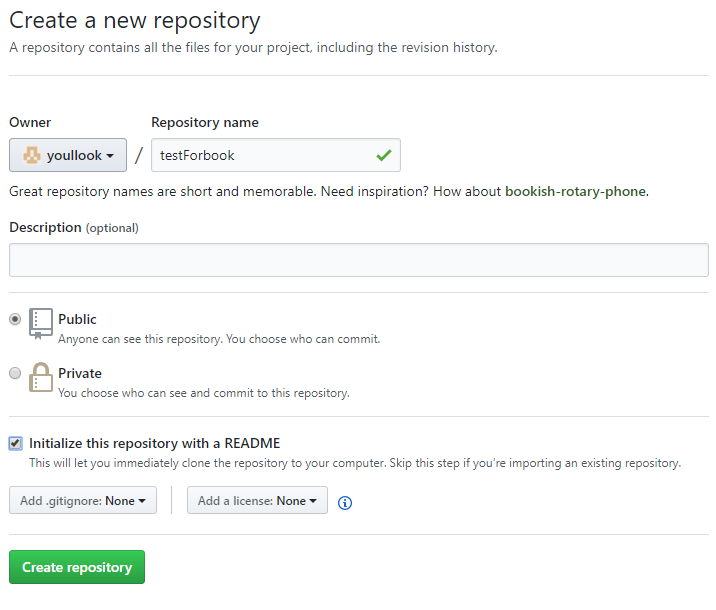 Create a new repository
A repository contains all the files for your project, including the revision history.
Owner
Repository name
youllook
/
testForbook
Great repository names are short and memorable. Need inspiration? How about bookish-rotary-phone.
Description (optional)
Public
Anyone can see this repository. You choose who can commit.
Private
You choose who can see and commit to this repository.
Initialize this repository with a README
This will let you immediately clone the repository to your computer. Skip this step if you're importing an existing repository.
Add .gitignore: None
Add a license: None
Create repository